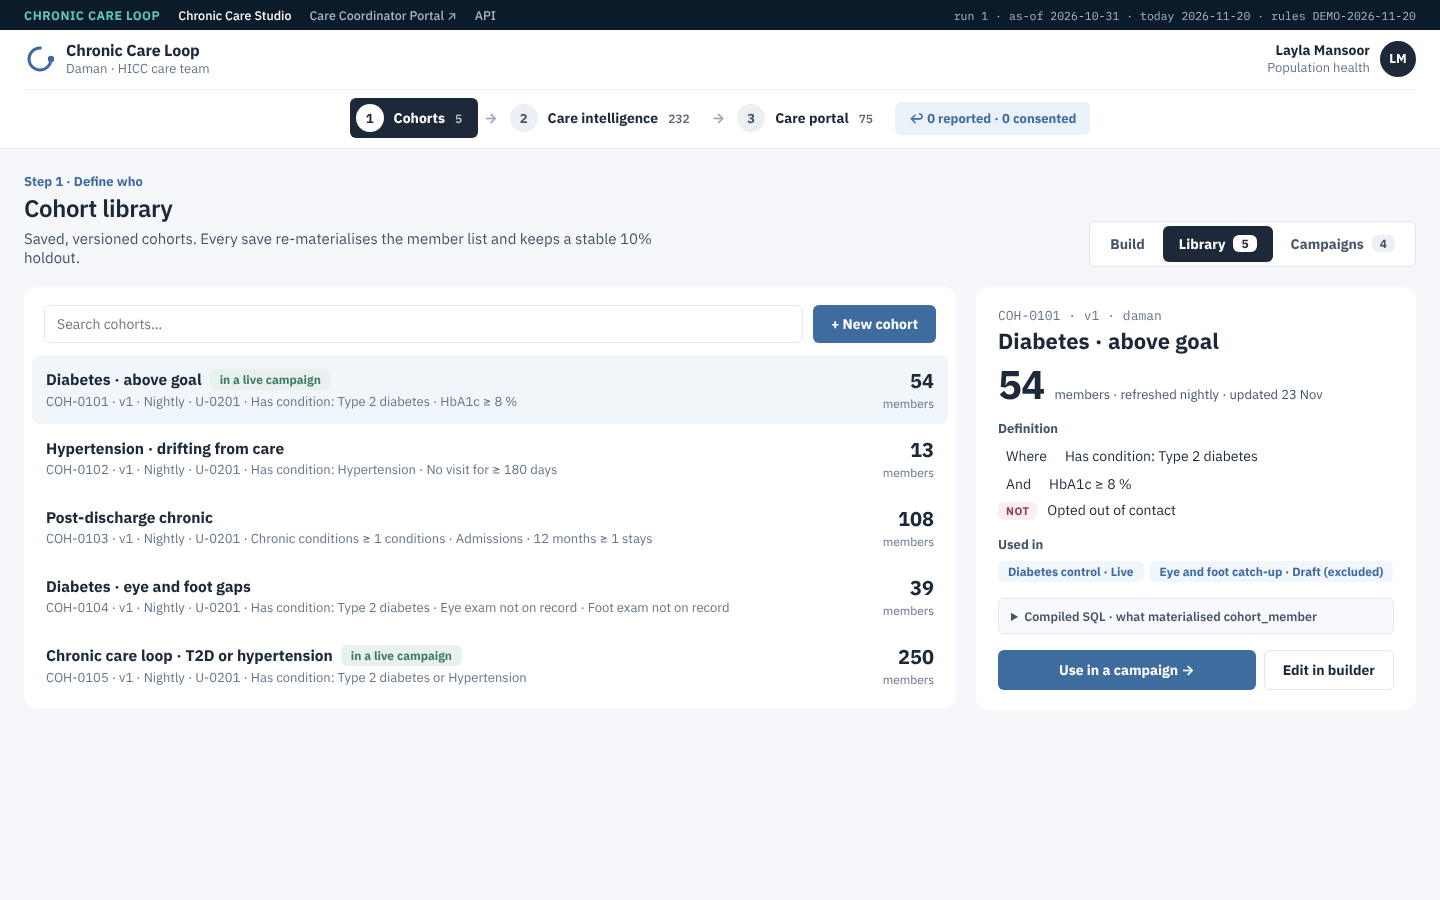 CHRONIC CARE LOOP Chronic Care Studio Care Coordinator Portal ↗ API run 1 · as-of 2026-10-31 · today 2026-11-20 · rules DEMO-2026-11-20
Chronic Care Loop
Daman · HICC care team
Layla Mansoor
Population health
LM
1 Cohorts 5 → 2 Care intelligence 232 → 3 Care portal 75 ↩ 0 reported · 0 consented
Step 1 · Define who
Cohort library
Saved, versioned cohorts. Every save re-materialises the member list and keeps a stable 10%
holdout.
Build Library 5 Campaigns 4
Search cohorts...
+ New cohort
Diabetes · above goal in a live campaign 54
COH-0101 · v1 · Nightly · U-0201 · Has condition: Type 2 diabetes · HbA1c ≥ 8 % members
Hypertension · drifting from care 13
COH-0102 · v1 · Nightly · U-0201 · Has condition: Hypertension · No visit for ≥ 180 days members
Post-discharge chronic 108
COH-0103 · v1 · Nightly · U-0201 · Chronic conditions ≥ 1 conditions · Admissions · 12 months ≥ 1 stays members
Diabetes · eye and foot gaps 39
COH-0104 · v1 · Nightly · U-0201 · Has condition: Type 2 diabetes · Eye exam not on record · Foot exam not on record members
Chronic care loop · T2D or hypertension in a live campaign 250
COH-0105 · v1 · Nightly · U-0201 · Has condition: Type 2 diabetes or Hypertension members
COH-0101 · v1 · daman
Diabetes · above goal
54 members · refreshed nightly · updated 23 Nov
Definition
Where Has condition: Type 2 diabetes
And HbA1c ≥ 8 %
NOT Opted out of contact
Used in
Diabetes control · Live Eye and foot catch-up · Draft (excluded)
▶ Compiled SQL · what materialised cohort_member
Use in a campaign → Edit in builder